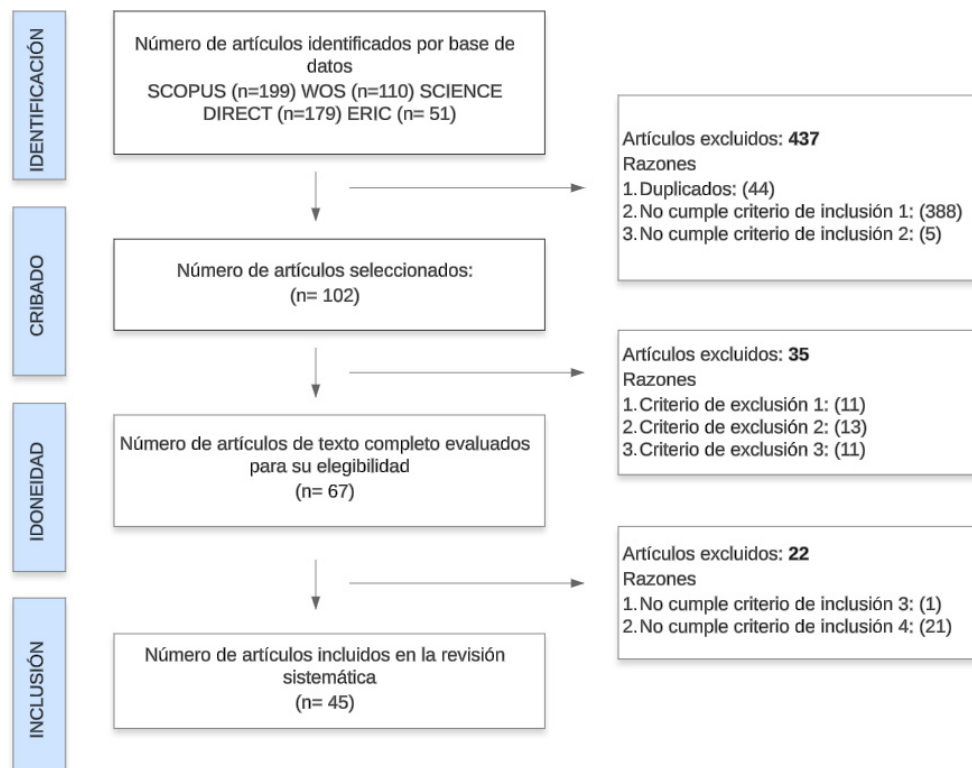 IDENTIFICACIÓN
Número de artículos identificados por base de
datos
SCOPUS (n=199) WOS (n=110) SCIENCE
DIRECT (n=179) ERIC (n= 51)
Artículos excluidos: 437
Razones
1. Duplicados: (44)
2. No cumple criterio de inclusión 1: (388)
3. No cumple criterio de inclusión 2: (5)
CRIBADO
Número de artículos seleccionados:
(n= 102)
Artículos excluidos: 35
Razones
1. Criterio de exclusión 1: (11)
2. Criterio de exclusión 2: (13)
3. Criterio de exclusión 3: (11)
IDONEIDAD
Número de artículos de texto completo evaluados
para su elegibilidad
(n= 67)
Artículos excluidos: 22
Razones
1. No cumple criterio de inclusión 3: (1)
2. No cumple criterio de inclusión 4: (21)
INCLUSIÓN
Número de artículos incluidos en la revisión
sistemática
(n= 45)